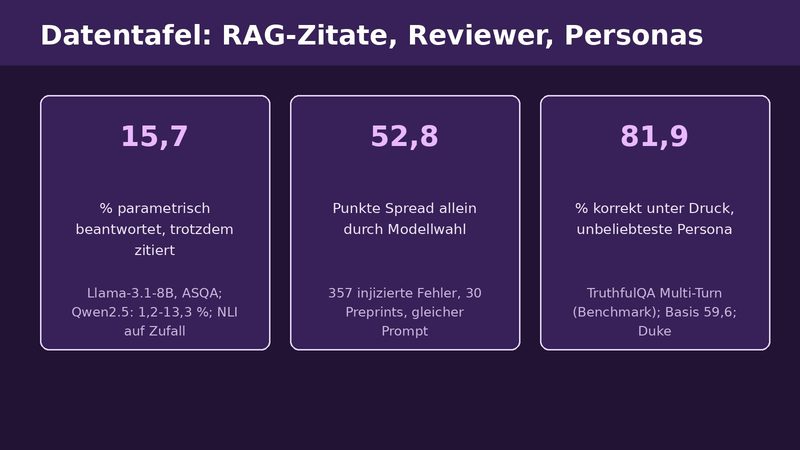 Datentafel: RAG-Zitate, Reviewer, Personas
15,7
% parametrisch
beantwortet, trotzdem
zitiert
Llama-3.1-8B, ASQA;
Qwen2.5: 1,2-13,3 %; NLI
auf Zufall
52,8
Punkte Spread allein
durch Modellwahl
357 injizierte Fehler, 30
Preprints, gleicher
Prompt
81,9
% korrekt unter Druck,
unbeliebteste Persona
TruthfulQA Multi-Turn
(Benchmark); Basis 59,6;
Duke